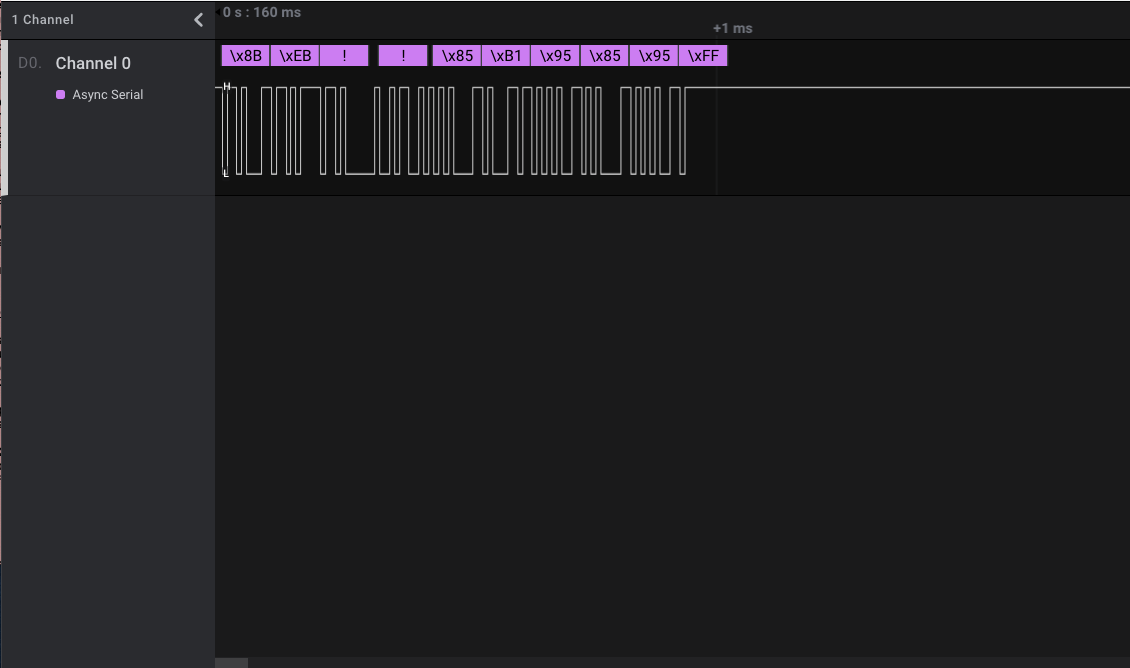 1 Channel
0 s : 160 ms
+1 ms
D0.
Channel 0
Async Serial
\x8B \xEB ! ! \x85 \xB1 \x95 \x85 \x95 \xFF
H
L